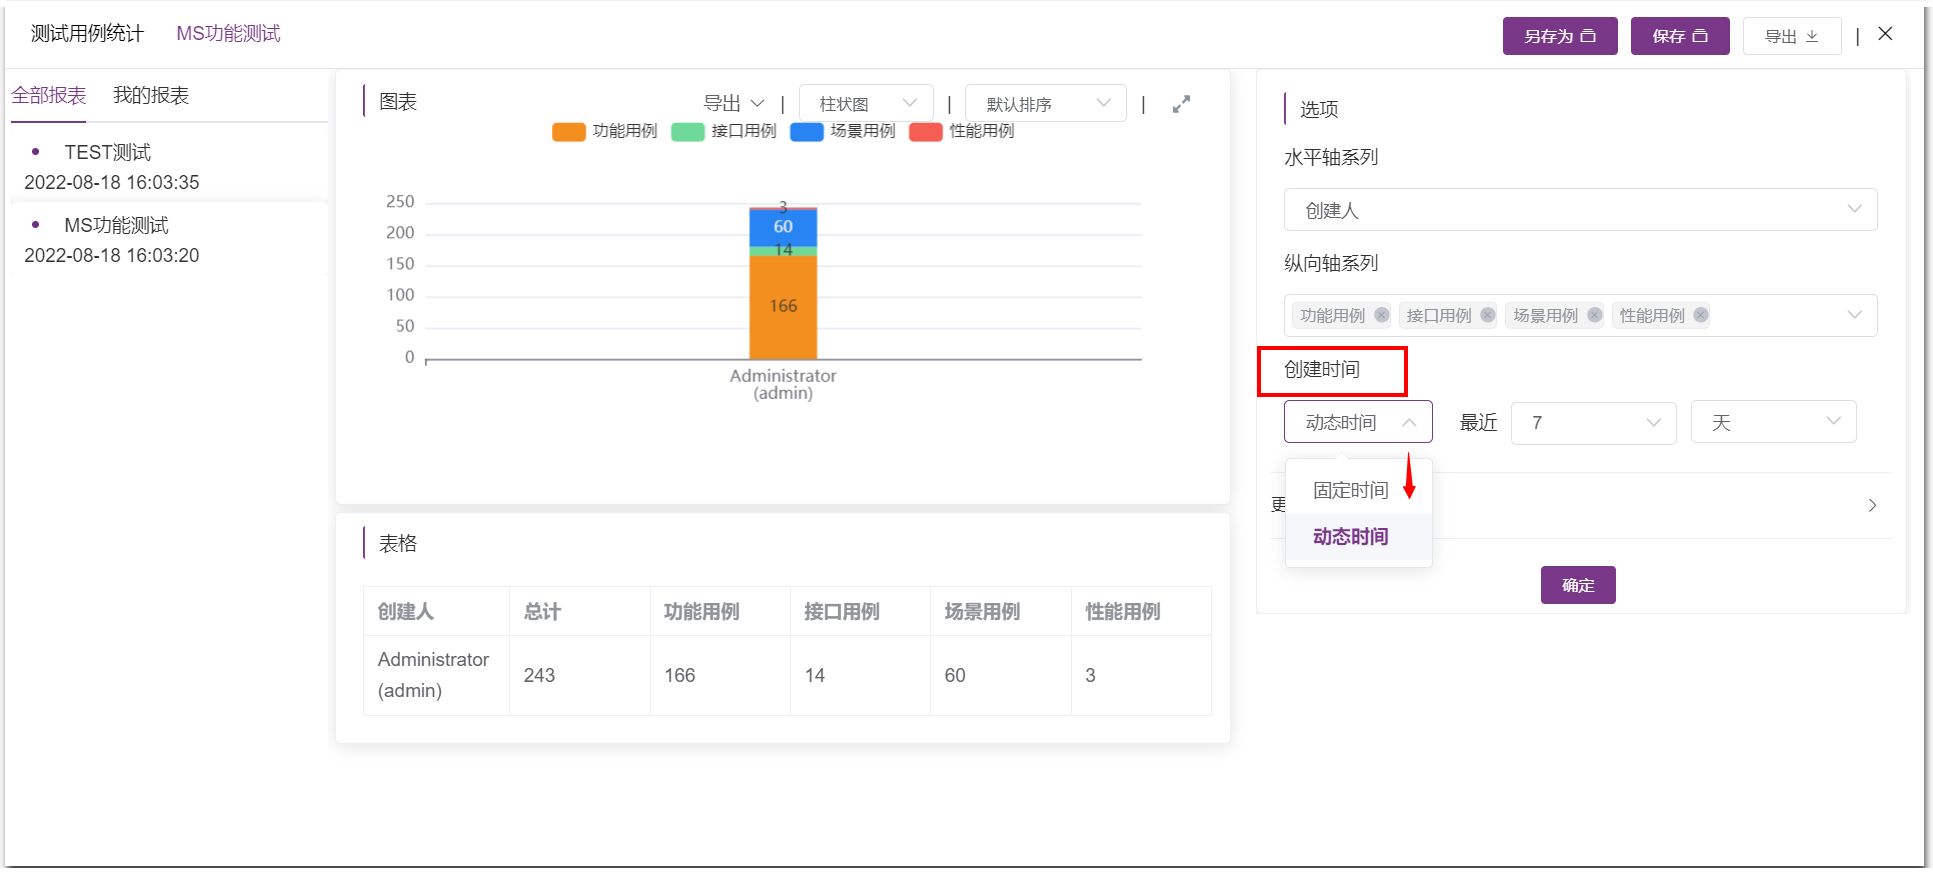 测试用例统计 MS功能测试 另存为 保存 导出 |
全部报表 我的报表
TEST测试
2022-08-18 16:03:35
MS功能测试
2022-08-18 16:03:20
图表 导出 | 柱状图 | 默认排序 |
功能用例 接口用例 场景用例 性能用例
250
200
150
100
50
0
3
60
14
166
Administrator
(admin)
表格
创建人 总计 功能用例 接口用例 场景用例 性能用例
Administrator
(admin) 243 166 14 60 3
选项
水平轴系列
创建人
纵向轴系列
功能用例 接口用例 场景用例 性能用例
创建时间
动态时间 最近 7 天
固定时间
更
动态时间
确定